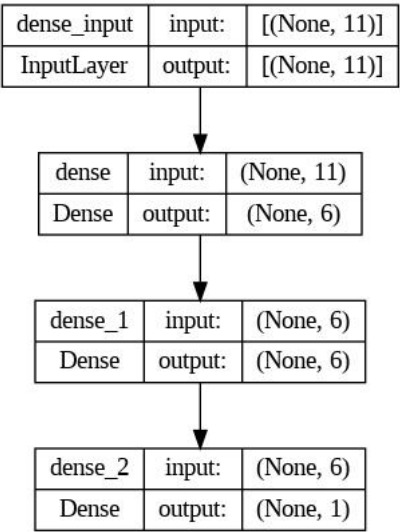 dense_input input: [(None, 11)]
InputLayer output: [(None, 11)]
dense input: (None, 11)
Dense output: (None, 6)
dense_1 input: (None, 6)
Dense output: (None, 6)
dense_2 input: (None, 6)
Dense output: (None, 1)